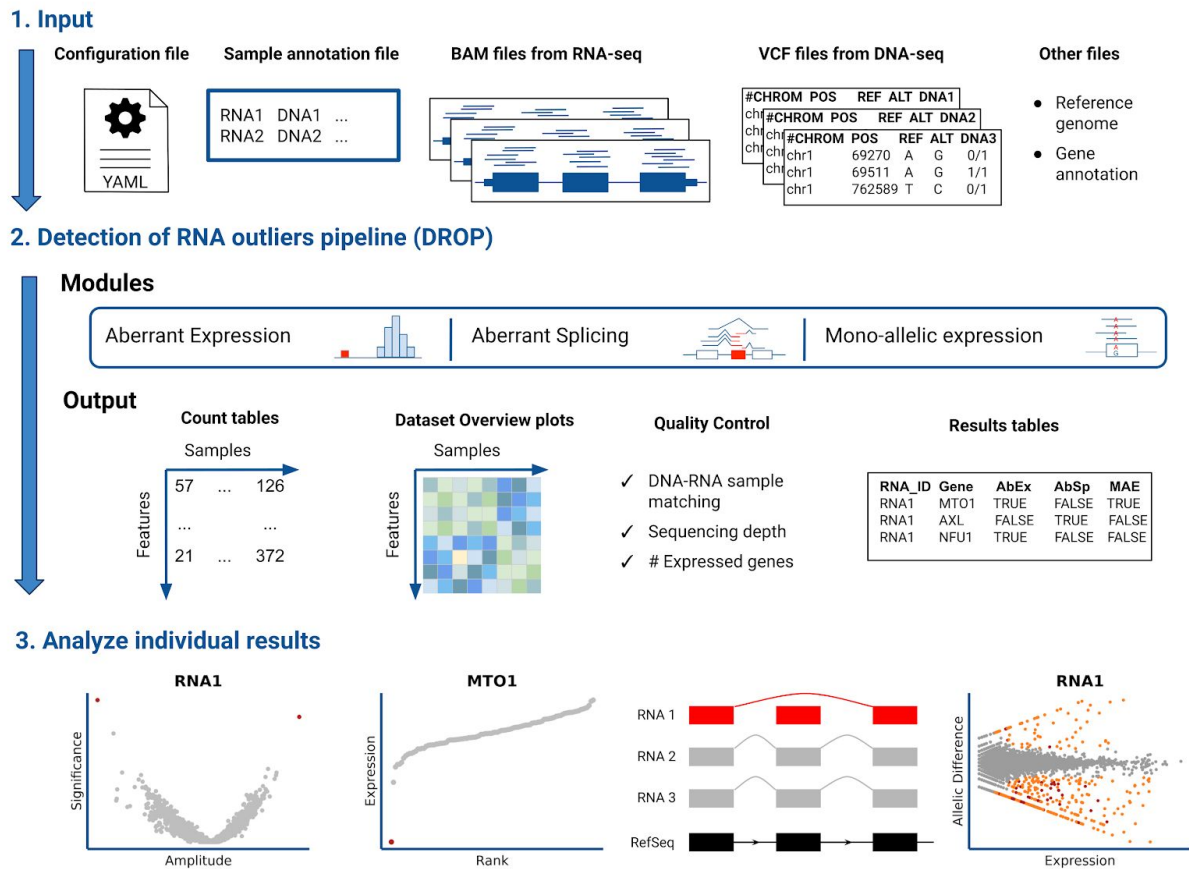 1. Input
Configuration file
Sample annotation file
BAM files from RNA-seq
VCF files from DNA-seq
Other files
YAML
RNA1 DNA1 ...
RNA2 DNA2 ...
#CHROM POS REF ALT DNA1
chr
chr
chr
#CHROM POS REF ALT DNA2
chr
chr
chr
#CHROM POS REF ALT DNA3
chr1 69270 A G 0/1
chr1 69511 A G 1/1
chr1 762589 T C 0/1
● Reference
genome
● Gene
annotation
2. Detection of RNA outliers pipeline (DROP)
Modules
Aberrant Expression
Aberrant Splicing
Mono-allelic expression
A
A
A
A
A
G
Output
Count tables
Samples
Features
57 ... 126
... ...
21 ... 372
Dataset Overview plots
Samples
Features
Quality Control
✓ DNA-RNA sample
matching
✓ Sequencing depth
✓ # Expressed genes
Results tables
RNA_ID Gene AbEx AbSp MAE
RNA1 MTO1 TRUE FALSE TRUE
RNA1 AXL FALSE TRUE FALSE
RNA1 NFU1 TRUE FALSE FALSE
3. Analyze individual results
RNA1
Significance
Amplitude
MTO1
Expression
Rank
RNA 1
RNA 2
RNA 3
RefSeq
RNA1
Allelic Difference
Expression